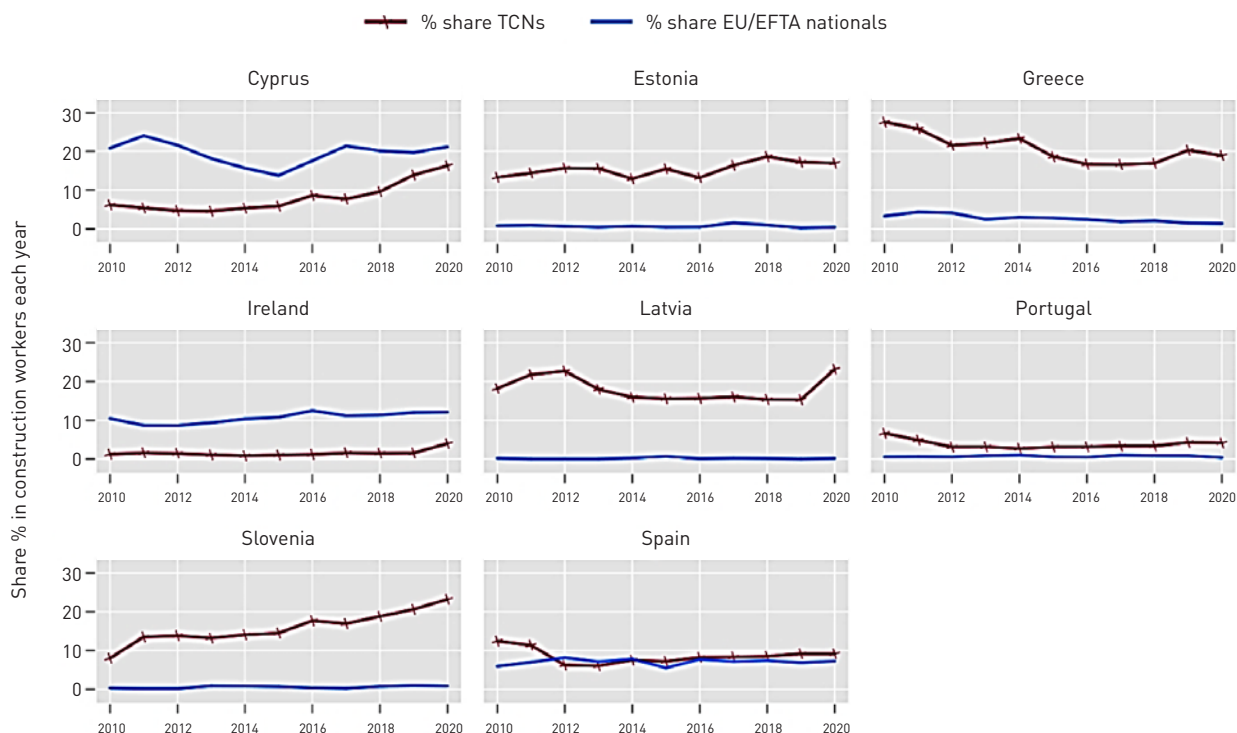 % share TCNs % share EU/EFTA nationals
Share % in construction workers each year
Cyprus Estonia Greece
30
20
10
0
2010 2012 2014 2016 2018 2020 2010 2012 2014 2016 2018 2020 2010 2012 2014 2016 2018 2020
Ireland Latvia Portugal
30
20
10
0
2010 2012 2014 2016 2018 2020 2010 2012 2014 2016 2018 2020 2010 2012 2014 2016 2018 2020
Slovenia Spain
30
20
10
0
2010 2012 2014 2016 2018 2020 2010 2012 2014 2016 2018 2020